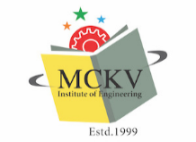 MCKV
Institute of Engineering
Estd.1999